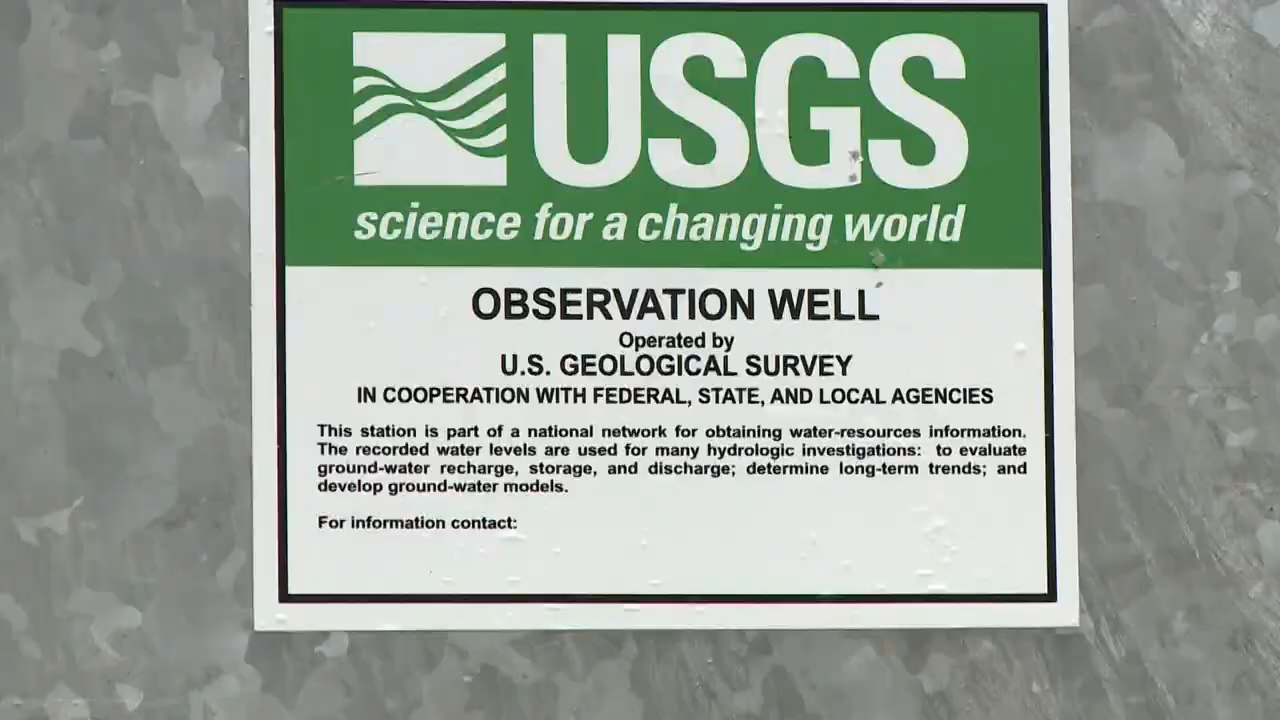 USGS
science for a changing world
OBSERVATION WELL
Operated by
U.S. GEOLOGICAL SURVEY
IN COOPERATION WITH FEDERAL, STATE, AND LOCAL AGENCIES
This station is part of a national network for obtaining water-resources information.
The recorded water levels are used for many hydrologic investigations: to evaluate
ground-water recharge, storage, and discharge; determine long-term trends; and
develop ground-water models.
For information contact: